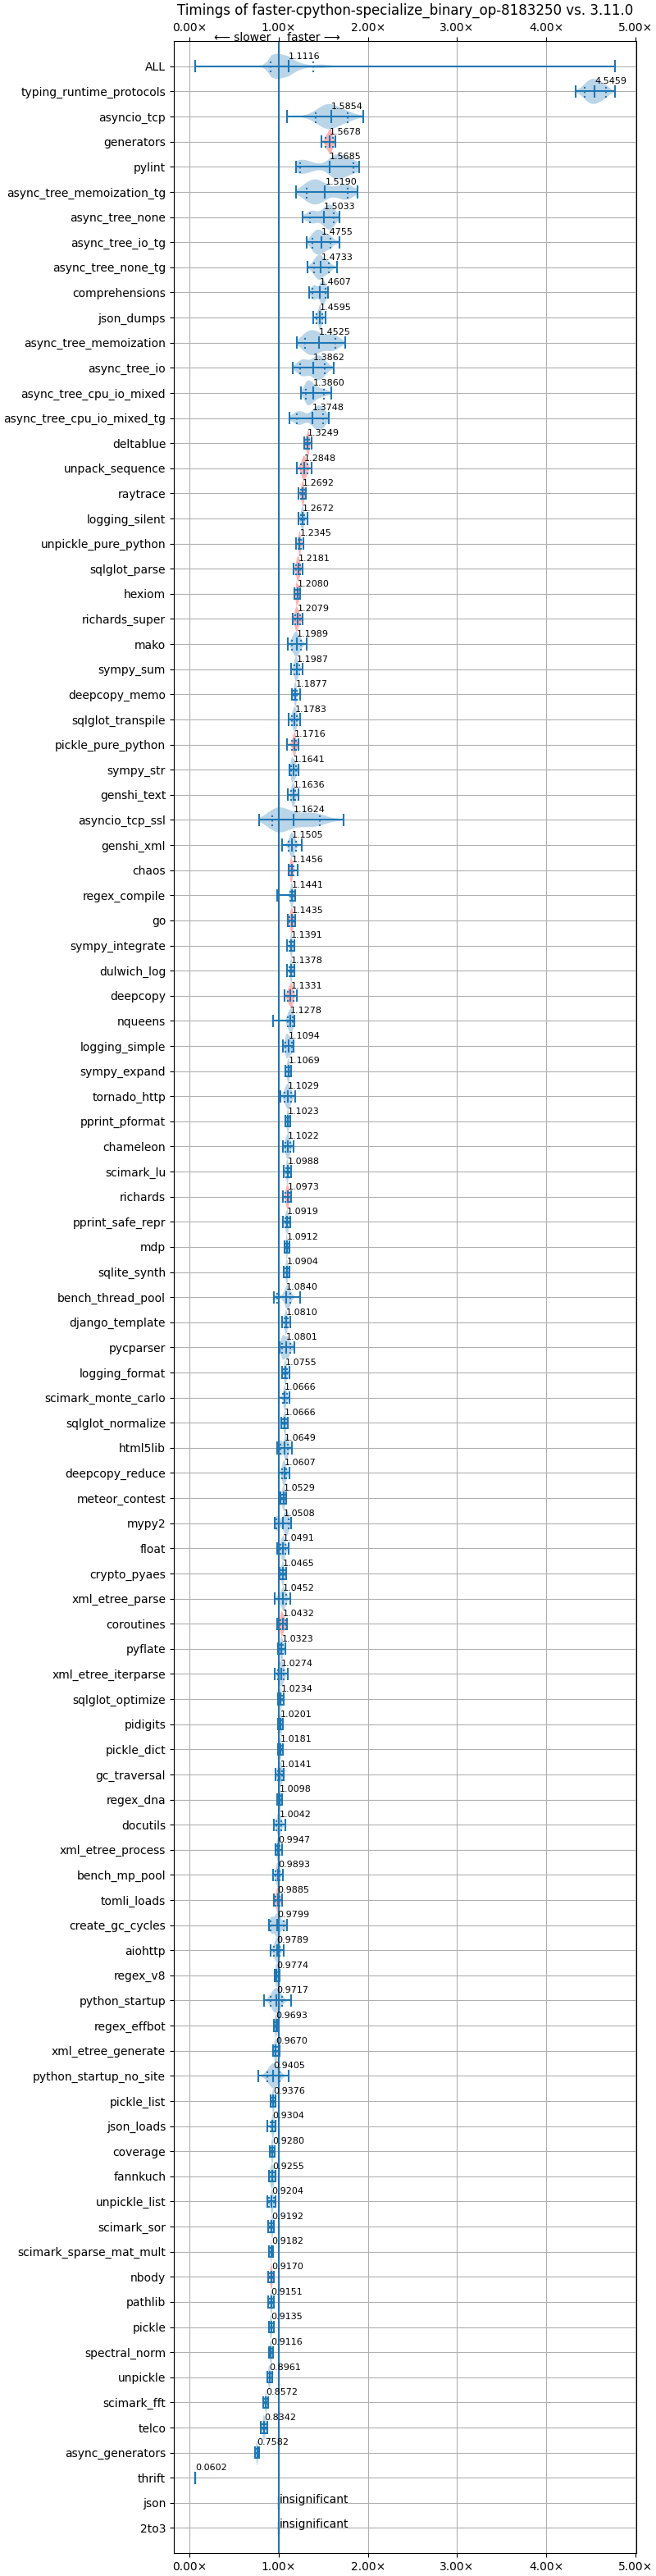 Timings of faster-cpython-specialize_binary_op-8183250 vs. 3.11.0
0.00× 1.00× 2.00× 3.00× 4.00× 5.00×
⟵ slower faster ⟶
ALL 1.1116
typing_runtime_protocols 4.5459
asyncio_tcp 1.5854
generators 1.5678
pylint 1.5685
async_tree_memoization_tg 1.5190
async_tree_none 1.5033
async_tree_io_tg 1.4755
async_tree_none_tg 1.4733
comprehensions 1.4607
json_dumps 1.4595
async_tree_memoization 1.4525
async_tree_io 1.3862
async_tree_cpu_io_mixed 1.3860
async_tree_cpu_io_mixed_tg 1.3748
deltablue 1.3249
unpack_sequence 1.2848
raytrace 1.2692
logging_silent 1.2672
unpickle_pure_python 1.2345
sqlglot_parse 1.2181
hexiom 1.2080
richards_super 1.2079
mako 1.1989
sympy_sum 1.1987
deepcopy_memo 1.1877
sqlglot_transpile 1.1783
pickle_pure_python 1.1716
sympy_str 1.1641
genshi_text 1.1636
asyncio_tcp_ssl 1.1624
genshi_xml 1.1505
chaos 1.1456
regex_compile 1.1441
go 1.1435
sympy_integrate 1.1391
dulwich_log 1.1378
deepcopy 1.1331
nqueens 1.1278
logging_simple 1.1094
sympy_expand 1.1069
tornado_http 1.1029
pprint_pformat 1.1023
chameleon 1.1022
scimark_lu 1.0988
richards 1.0973
pprint_safe_repr 1.0919
mdp 1.0912
sqlite_synth 1.0904
bench_thread_pool 1.0840
django_template 1.0810
pycparser 1.0801
logging_format 1.0755
scimark_monte_carlo 1.0666
sqlglot_normalize 1.0666
html5lib 1.0649
deepcopy_reduce 1.0607
meteor_contest 1.0529
mypy2 1.0508
float 1.0491
crypto_pyaes 1.0465
xml_etree_parse 1.0452
coroutines 1.0432
pyflate 1.0323
xml_etree_iterparse 1.0274
sqlglot_optimize 1.0234
pidigits 1.0201
pickle_dict 1.0181
gc_traversal 1.0141
regex_dna 1.0098
docutils 1.0042
xml_etree_process 0.9947
bench_mp_pool 0.9893
tomli_loads 0.9885
create_gc_cycles 0.9799
aiohttp 0.9789
regex_v8 0.9774
python_startup 0.9717
regex_effbot 0.9693
xml_etree_generate 0.9670
python_startup_no_site 0.9405
pickle_list 0.9376
json_loads 0.9304
coverage 0.9280
fannkuch 0.9255
unpickle_list 0.9204
scimark_sor 0.9192
scimark_sparse_mat_mult 0.9182
nbody 0.9170
pathlib 0.9151
pickle 0.9135
spectral_norm 0.9116
unpickle 0.8961
scimark_fft 0.8572
telco 0.8342
async_generators 0.7582
thrift 0.0602
json insignificant
2to3 insignificant
0.00× 1.00× 2.00× 3.00× 4.00× 5.00×